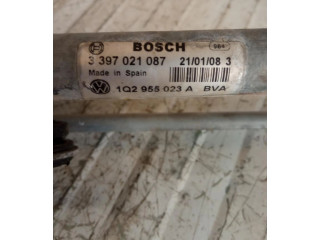 BOSCH
3 397 021 087 21/01/08 3
Made in Spain
1Q2 955 023 A BVA